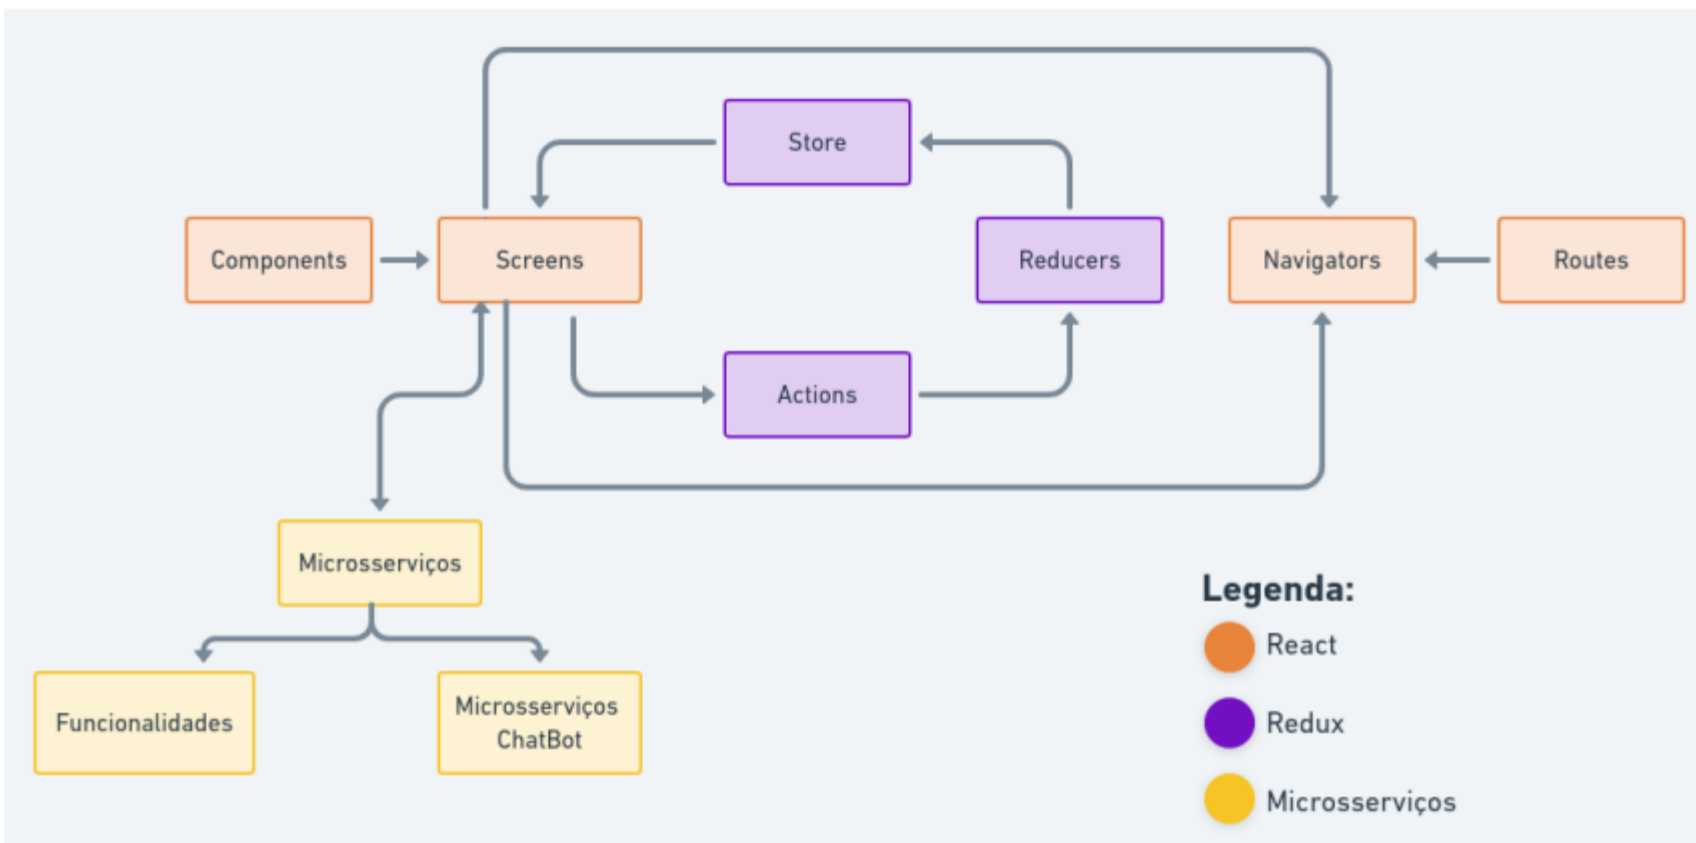 Store
Components
Screens
Reducers
Navigators
Routes
Actions
Microsserviços
Funcionalidades
Microsserviços
ChatBot
Legenda:
React
Redux
Microsserviços